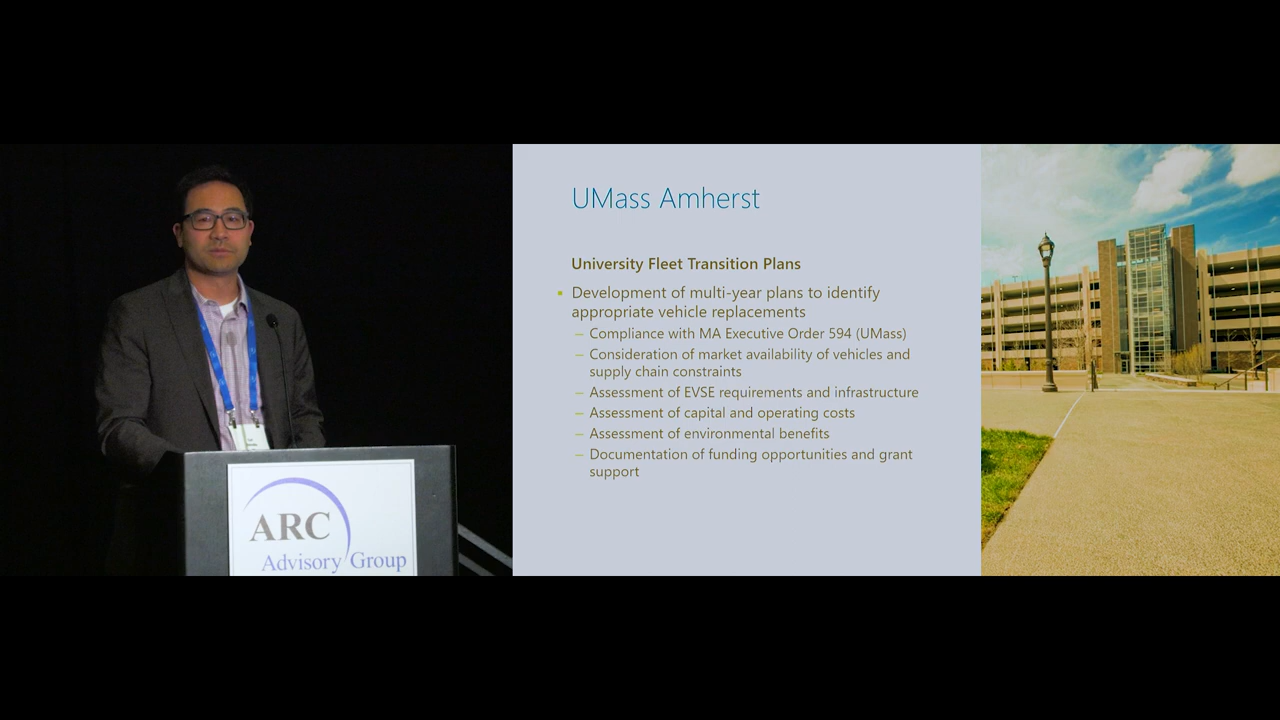 UMass Amherst
University Fleet Transition Plans
Development of multi-year plans to identify
appropriate vehicle replacements
– Compliance with MA Executive Order 594 (UMass)
– Consideration of market availability of vehicles and
supply chain constraints
– Assessment of EVSE requirements and infrastructure
– Assessment of capital and operating costs
– Assessment of environmental benefits
– Documentation of funding opportunities and grant
support
ARC
Advisory Group